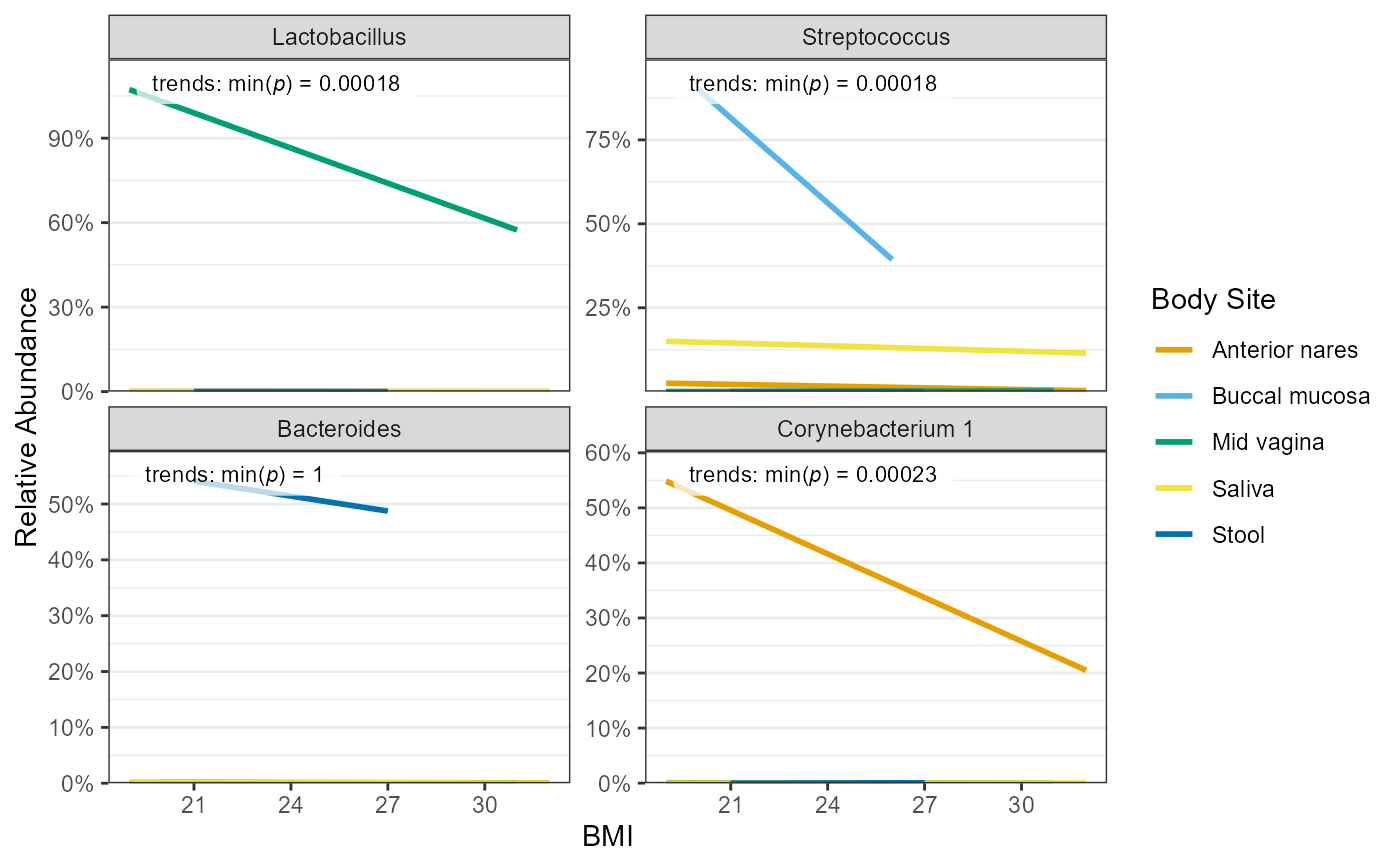 Lactobacillus
Streptococcus
trends: min(p) = 0.00018
trends: min(p) = 0.00018
90%
60%
30%
0%
75%
50%
25%
Bacteroides
Corynebacterium 1
trends: min(p) = 1
trends: min(p) = 0.00023
50%
40%
30%
20%
10%
0%
60%
50%
40%
30%
20%
10%
0%
21 24 27 30
21 24 27 30
BMI
Relative Abundance
Body Site
Anterior nares
Buccal mucosa
Mid vagina
Saliva
Stool